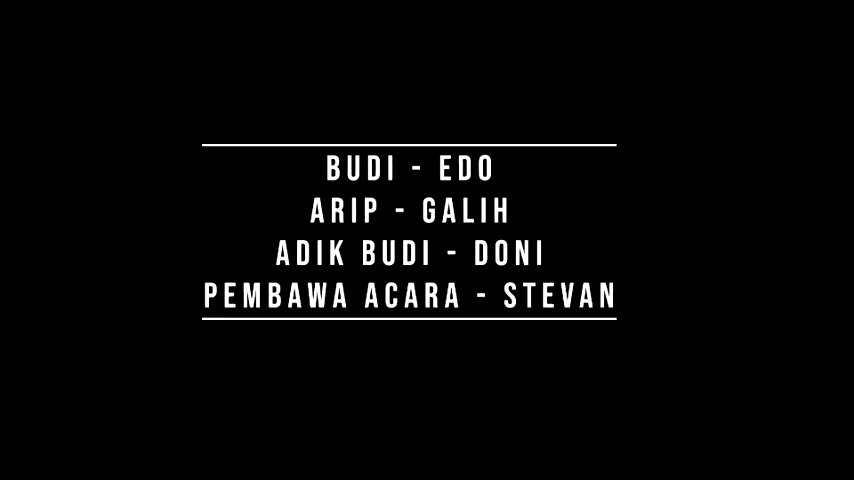 BUDI - EDO
ARIP - GALIH
ADIK BUDI - DONI
PEMBAWA ACARA - STEVAN